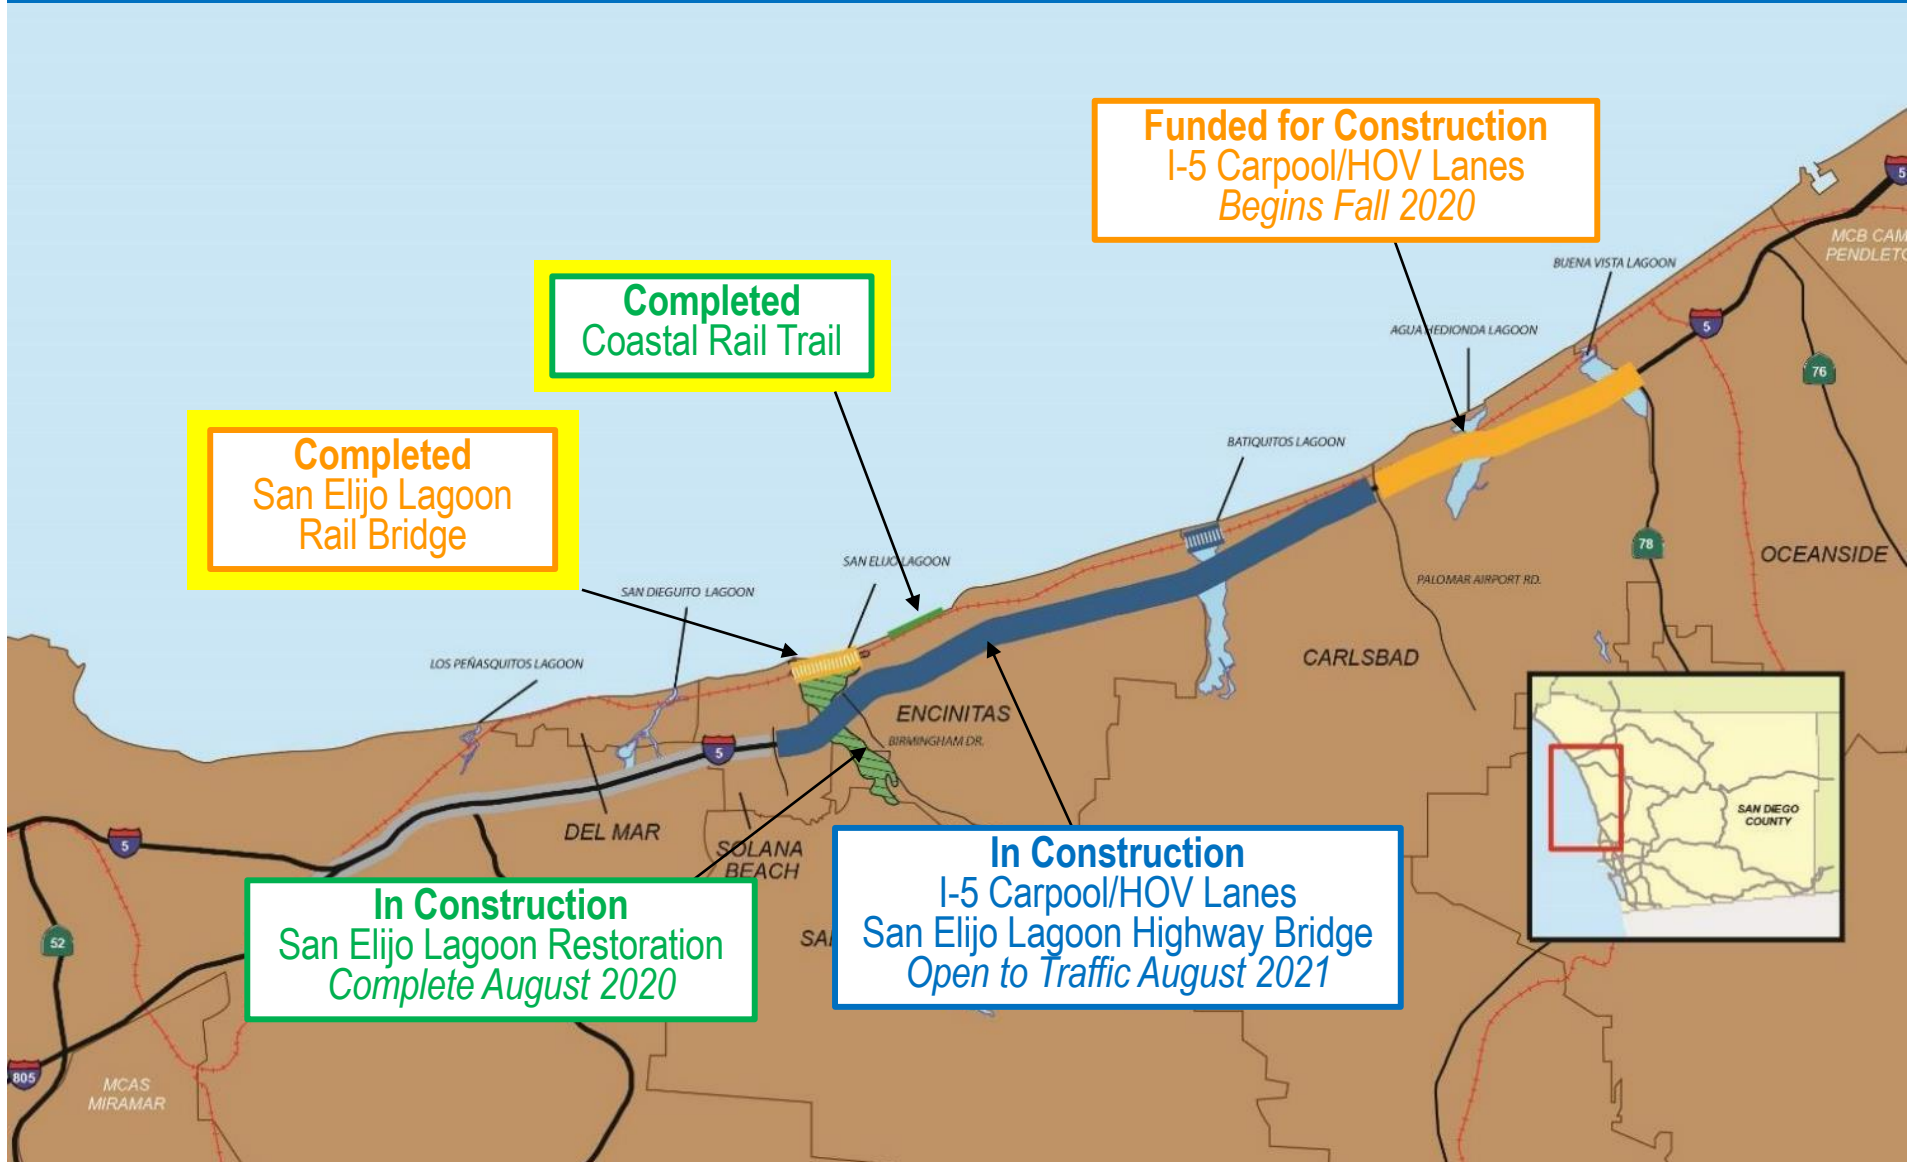 Funded for Construction
I-5 Carpool/HOV Lanes
Begins Fall 2020
5
MCB CAM
PENDLETO
BUENA VISTA LAGOON
Completed
Coastal Rail Trail
AGUA HEDIONDA LAGOON
5
76
Completed
San Elijo Lagoon
Rail Bridge
BATIQUITOS LAGOON
78
OCEANSIDE
SAN ELIJO LAGOON
PALOMAR AIRPORT RD.
SAN DIEGUITO LAGOON
LOS PEÑASQUITOS LAGOON
CARLSBAD
ENCINITAS
BIRMINGHAM DR.
5
SAN DIEGO
COUNTY
DEL MAR
5
SOLANA
BEACH
In Construction
San Elijo Lagoon Restoration
Complete August 2020
In Construction
I-5 Carpool/HOV Lanes
San Elijo Lagoon Highway Bridge
Open to Traffic August 2021
52
SA
805
MCAS
MIRAMAR